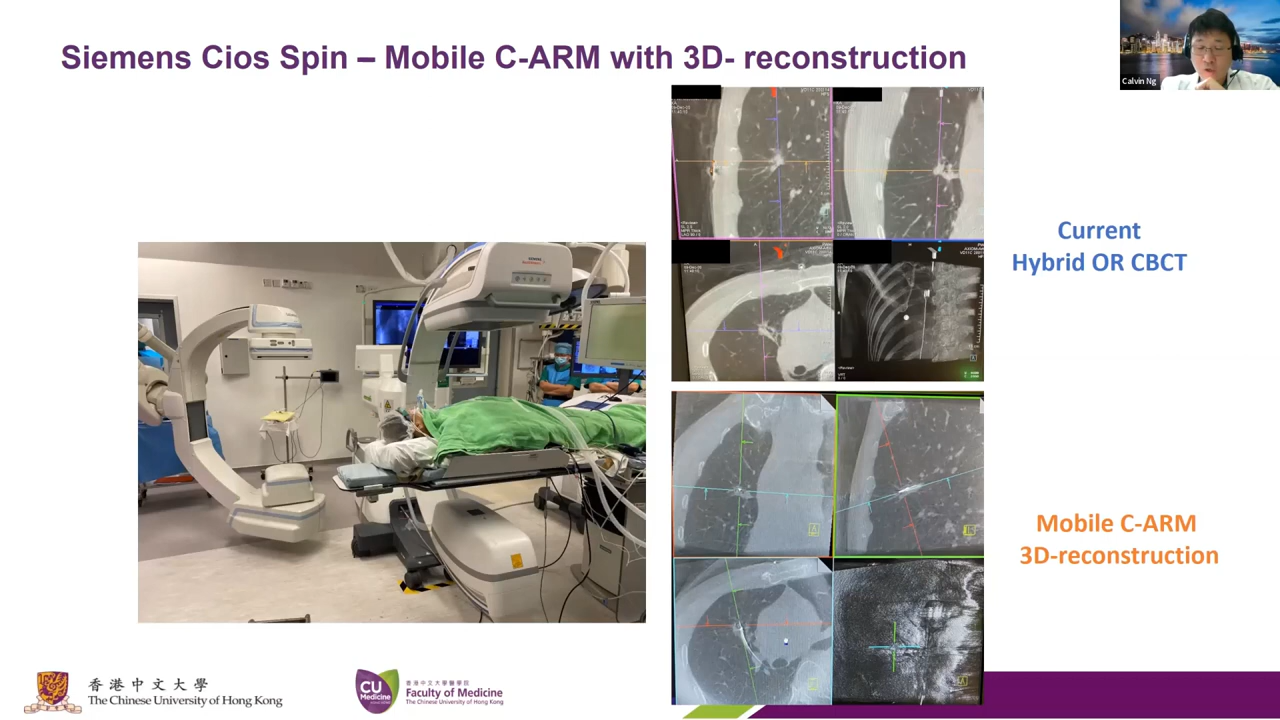 Siemens Cios Spin – Mobile C-ARM with 3D- reconstruction
Calvin Ng
Current
Hybrid OR CBCT
Mobile C-ARM
3D-reconstruction
香港中文大學
The Chinese University of Hong Kong
CU
Medicine
香港中文大學醫學院
Faculty of Medicine
The Chinese University of Hong Kong